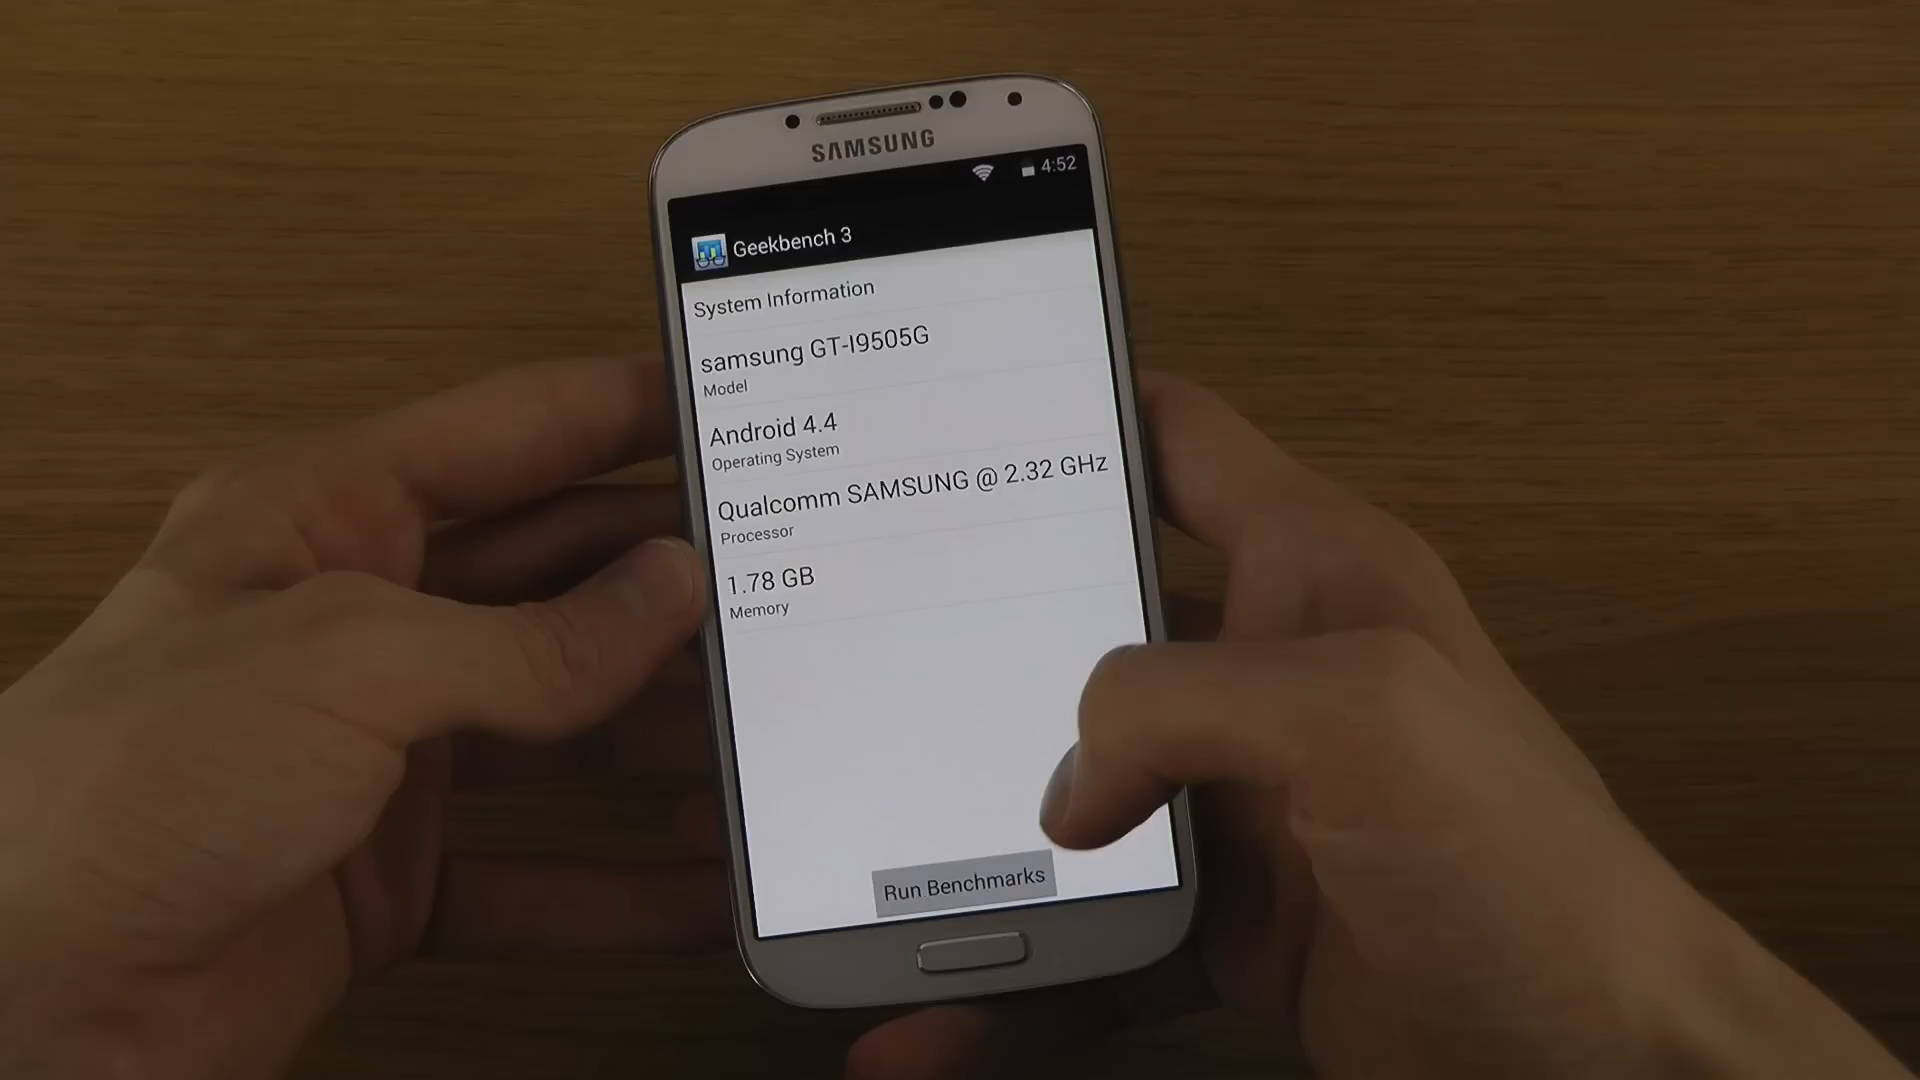 SAMSUNG
4:52
Geekbench 3
System Information
samsung GT-I9505G
Model
Android 4.4
Operating System
Qualcomm SAMSUNG @ 2.32 GHz
Processor
1.78 GB
Memory
Run Benchmarks